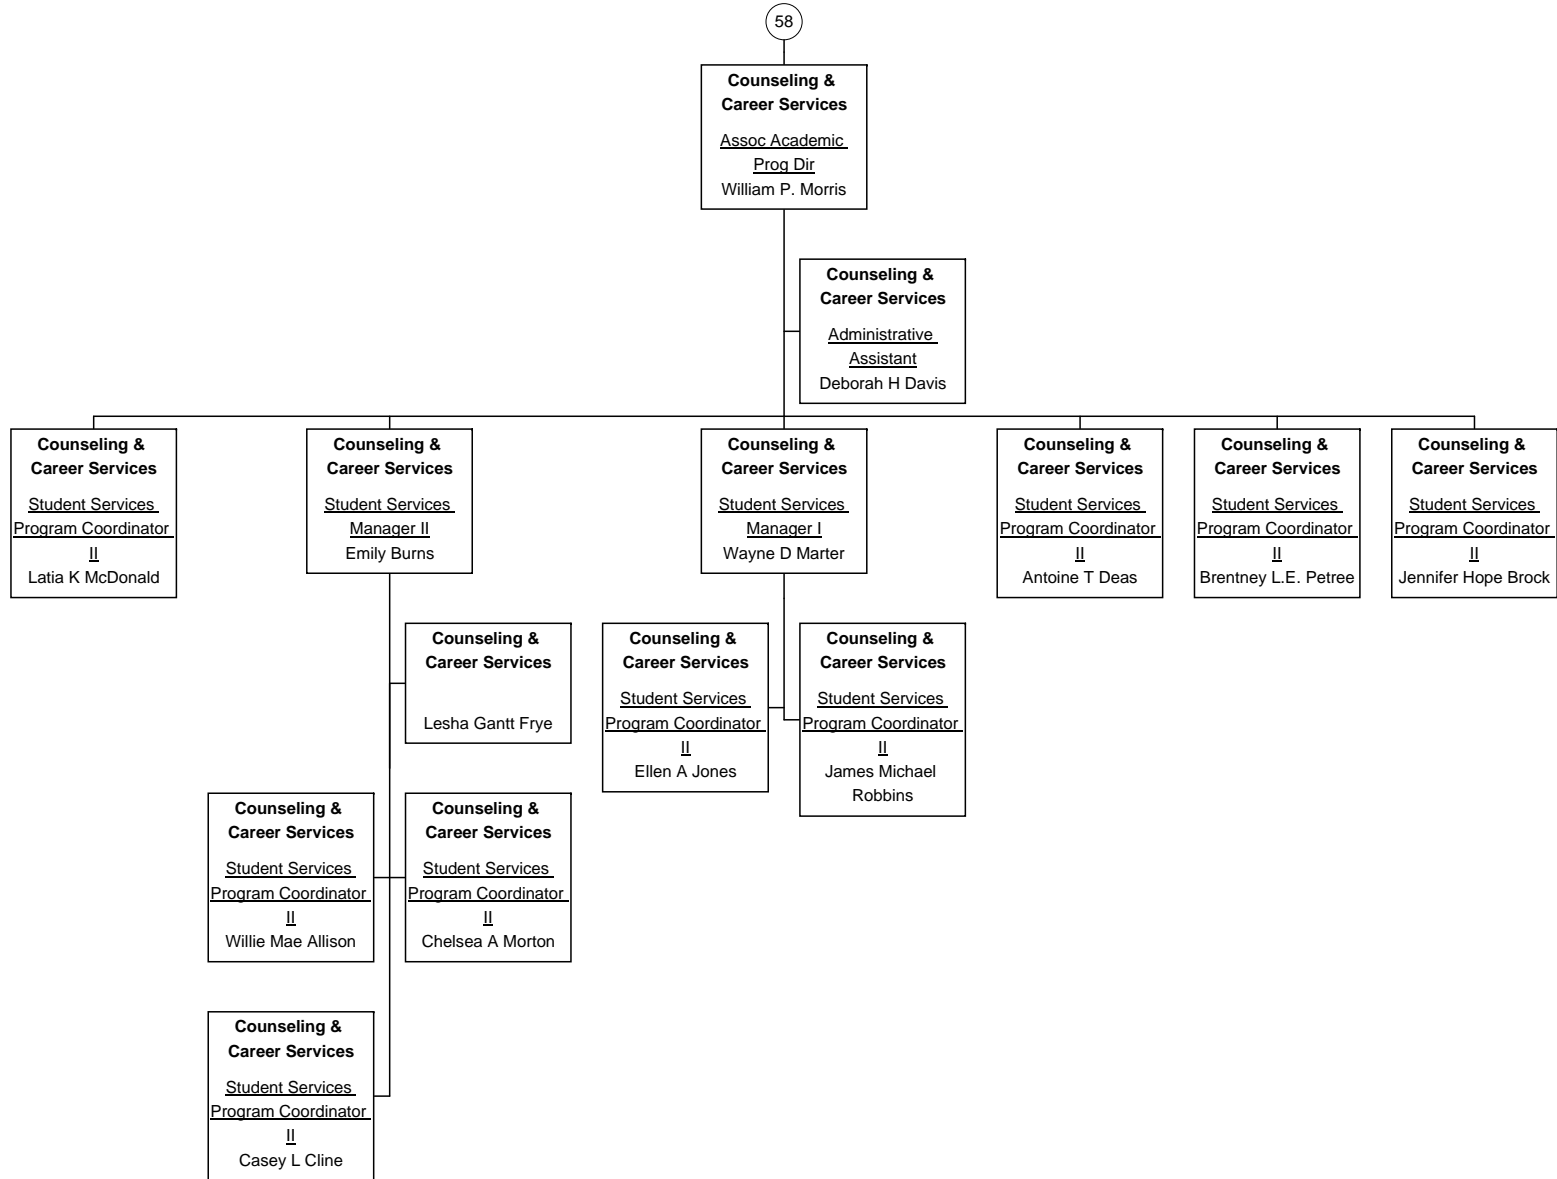 58
Counseling &
Career Services
Assoc Academic
Prog Dir
William P. Morris
Counseling &
Career Services
Administrative
Assistant
Deborah H Davis
Counseling &
Career Services
Student Services
Program Coordinator
II
Latia K McDonald
Counseling &
Career Services
Student Services
Manager II
Emily Burns
Counseling &
Career Services
Student Services
Manager I
Wayne D Marter
Counseling &
Career Services
Student Services
Program Coordinator
II
Antoine T Deas
Counseling &
Career Services
Student Services
Program Coordinator
II
Brentney L.E. Petree
Counseling &
Career Services
Student Services
Program Coordinator
II
Jennifer Hope Brock
Counseling &
Career Services
Lesha Gantt Frye
Counseling &
Career Services
Student Services
Program Coordinator
II
Ellen A Jones
Counseling &
Career Services
Student Services
Program Coordinator
II
James Michael
Robbins
Counseling &
Career Services
Student Services
Program Coordinator
II
Willie Mae Allison
Counseling &
Career Services
Student Services
Program Coordinator
II
Chelsea A Morton
Counseling &
Career Services
Student Services
Program Coordinator
II
Casey L Cline